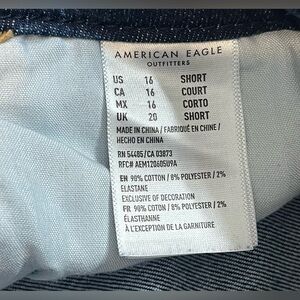 AMERICAN EAGLE
OUTFITTERS
US 16 SHORT
CA 16 COURT
MX 16 CORTO
UK 20 SHORT
MADE IN CHINA / FABRIQUÉ EN CHINE /
HECHO EN CHINA
RN 54485/CA 03873
RFC# AEM120605U9A
EN 90% COTTON / 8% POLYESTER / 2%
ELASTANE
EXCLUSIVE OF DECORATION
FR 90% COTTON / 8% POLYESTER / 2%
ÉLASTHANNE
À L'EXCEPTION DE LA GARNITURE